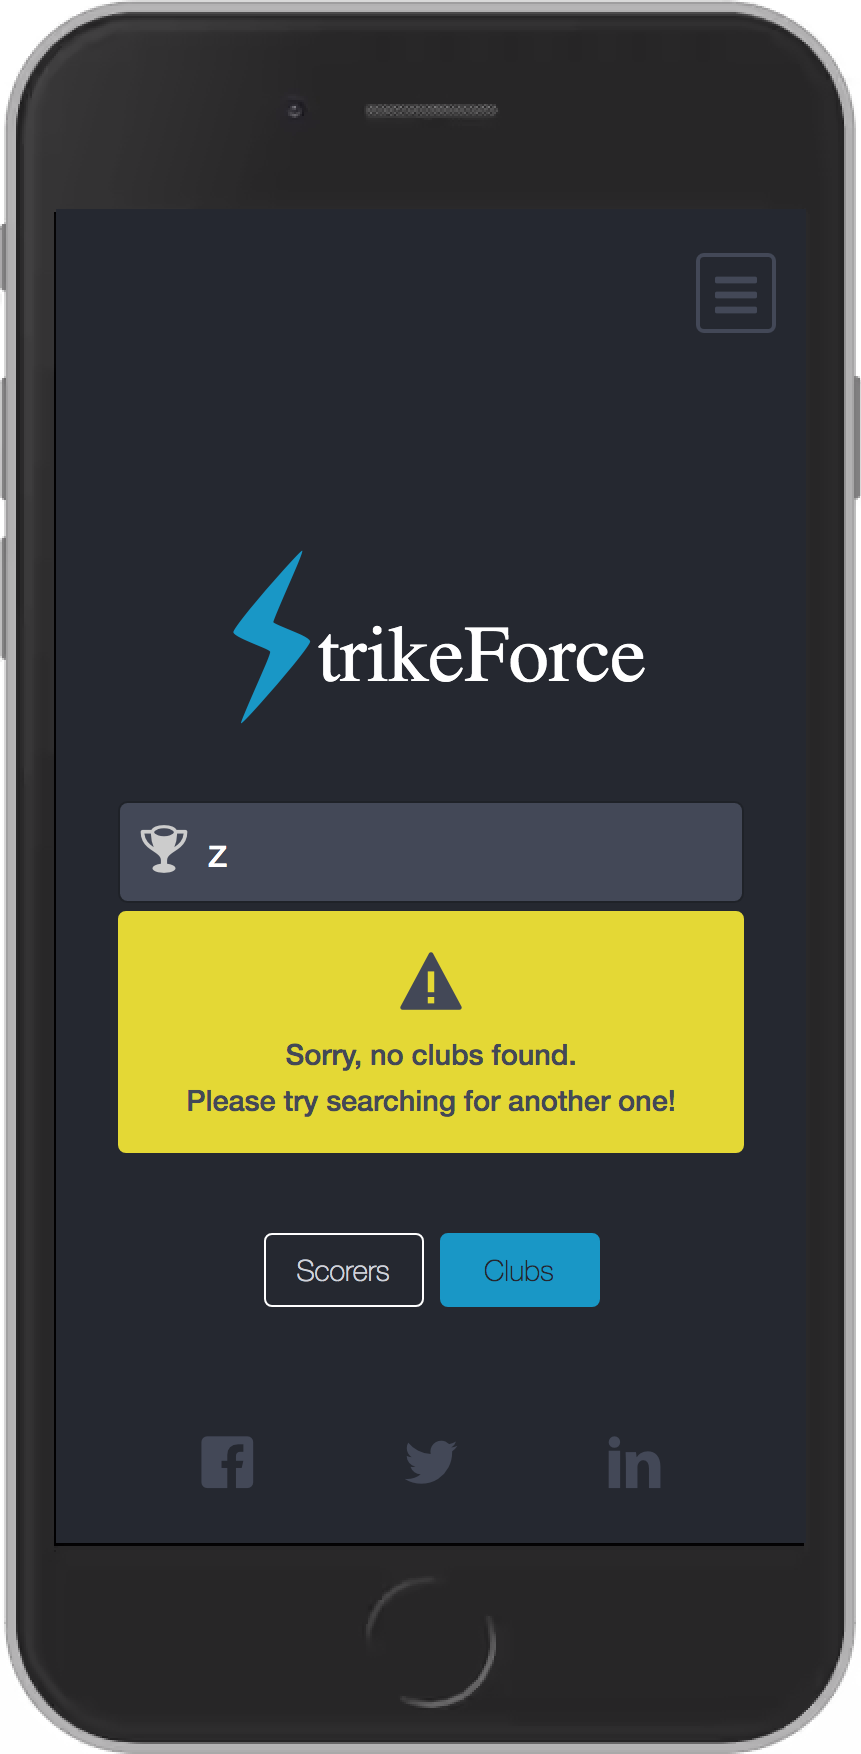 trikeForce
z
Sorry, no clubs found.
Please try searching for another one!
Scorers
Clubs